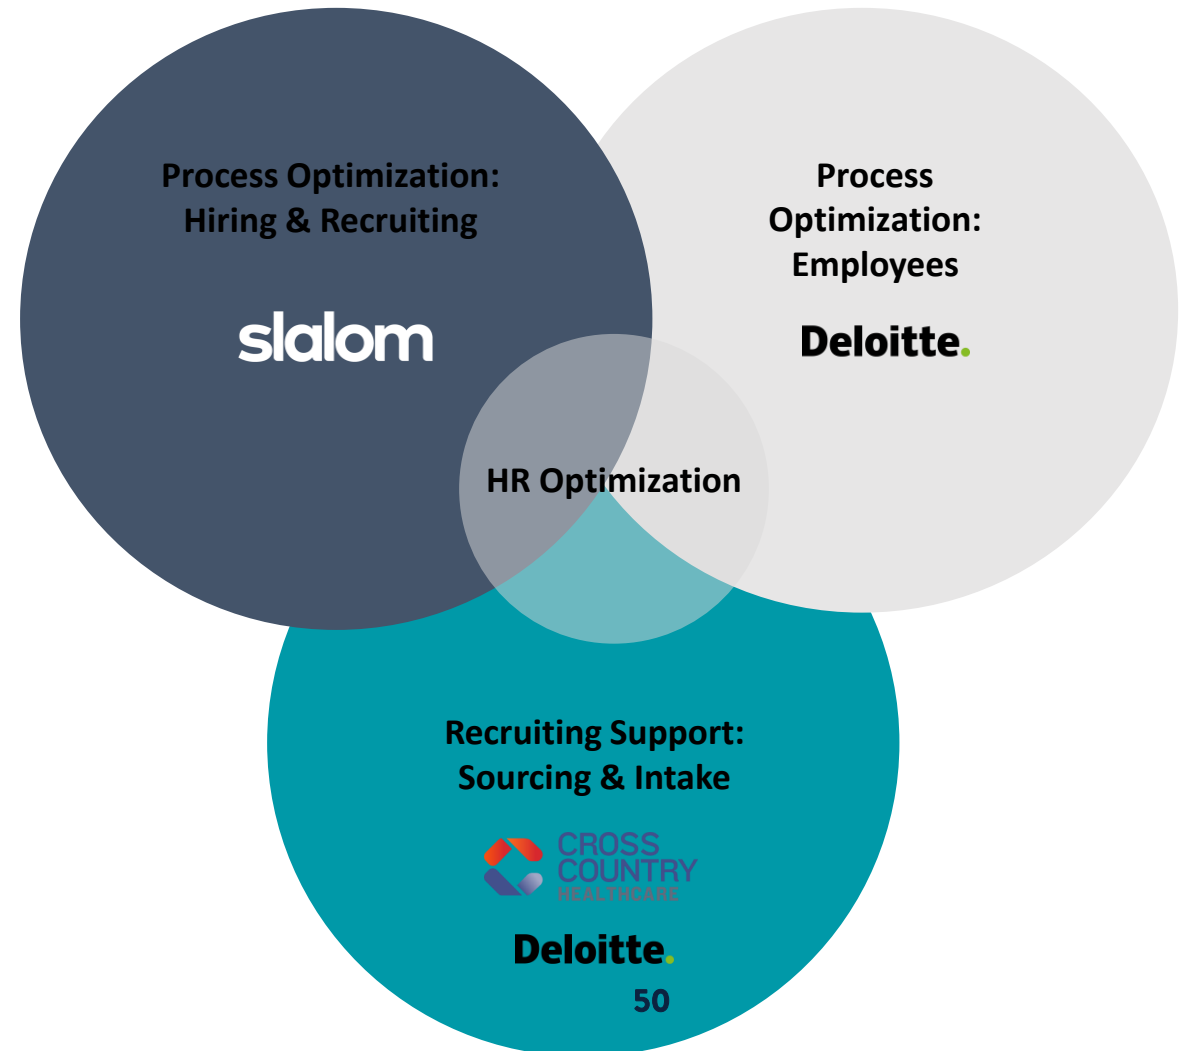 Process Optimization:
Hiring & Recruiting
slalom
Process
Optimization:
Employees
Deloitte.
HR Optimization
Recruiting Support:
Sourcing & Intake
CROSS
COUNTRY
HEALTHCARE
Deloitte.
50